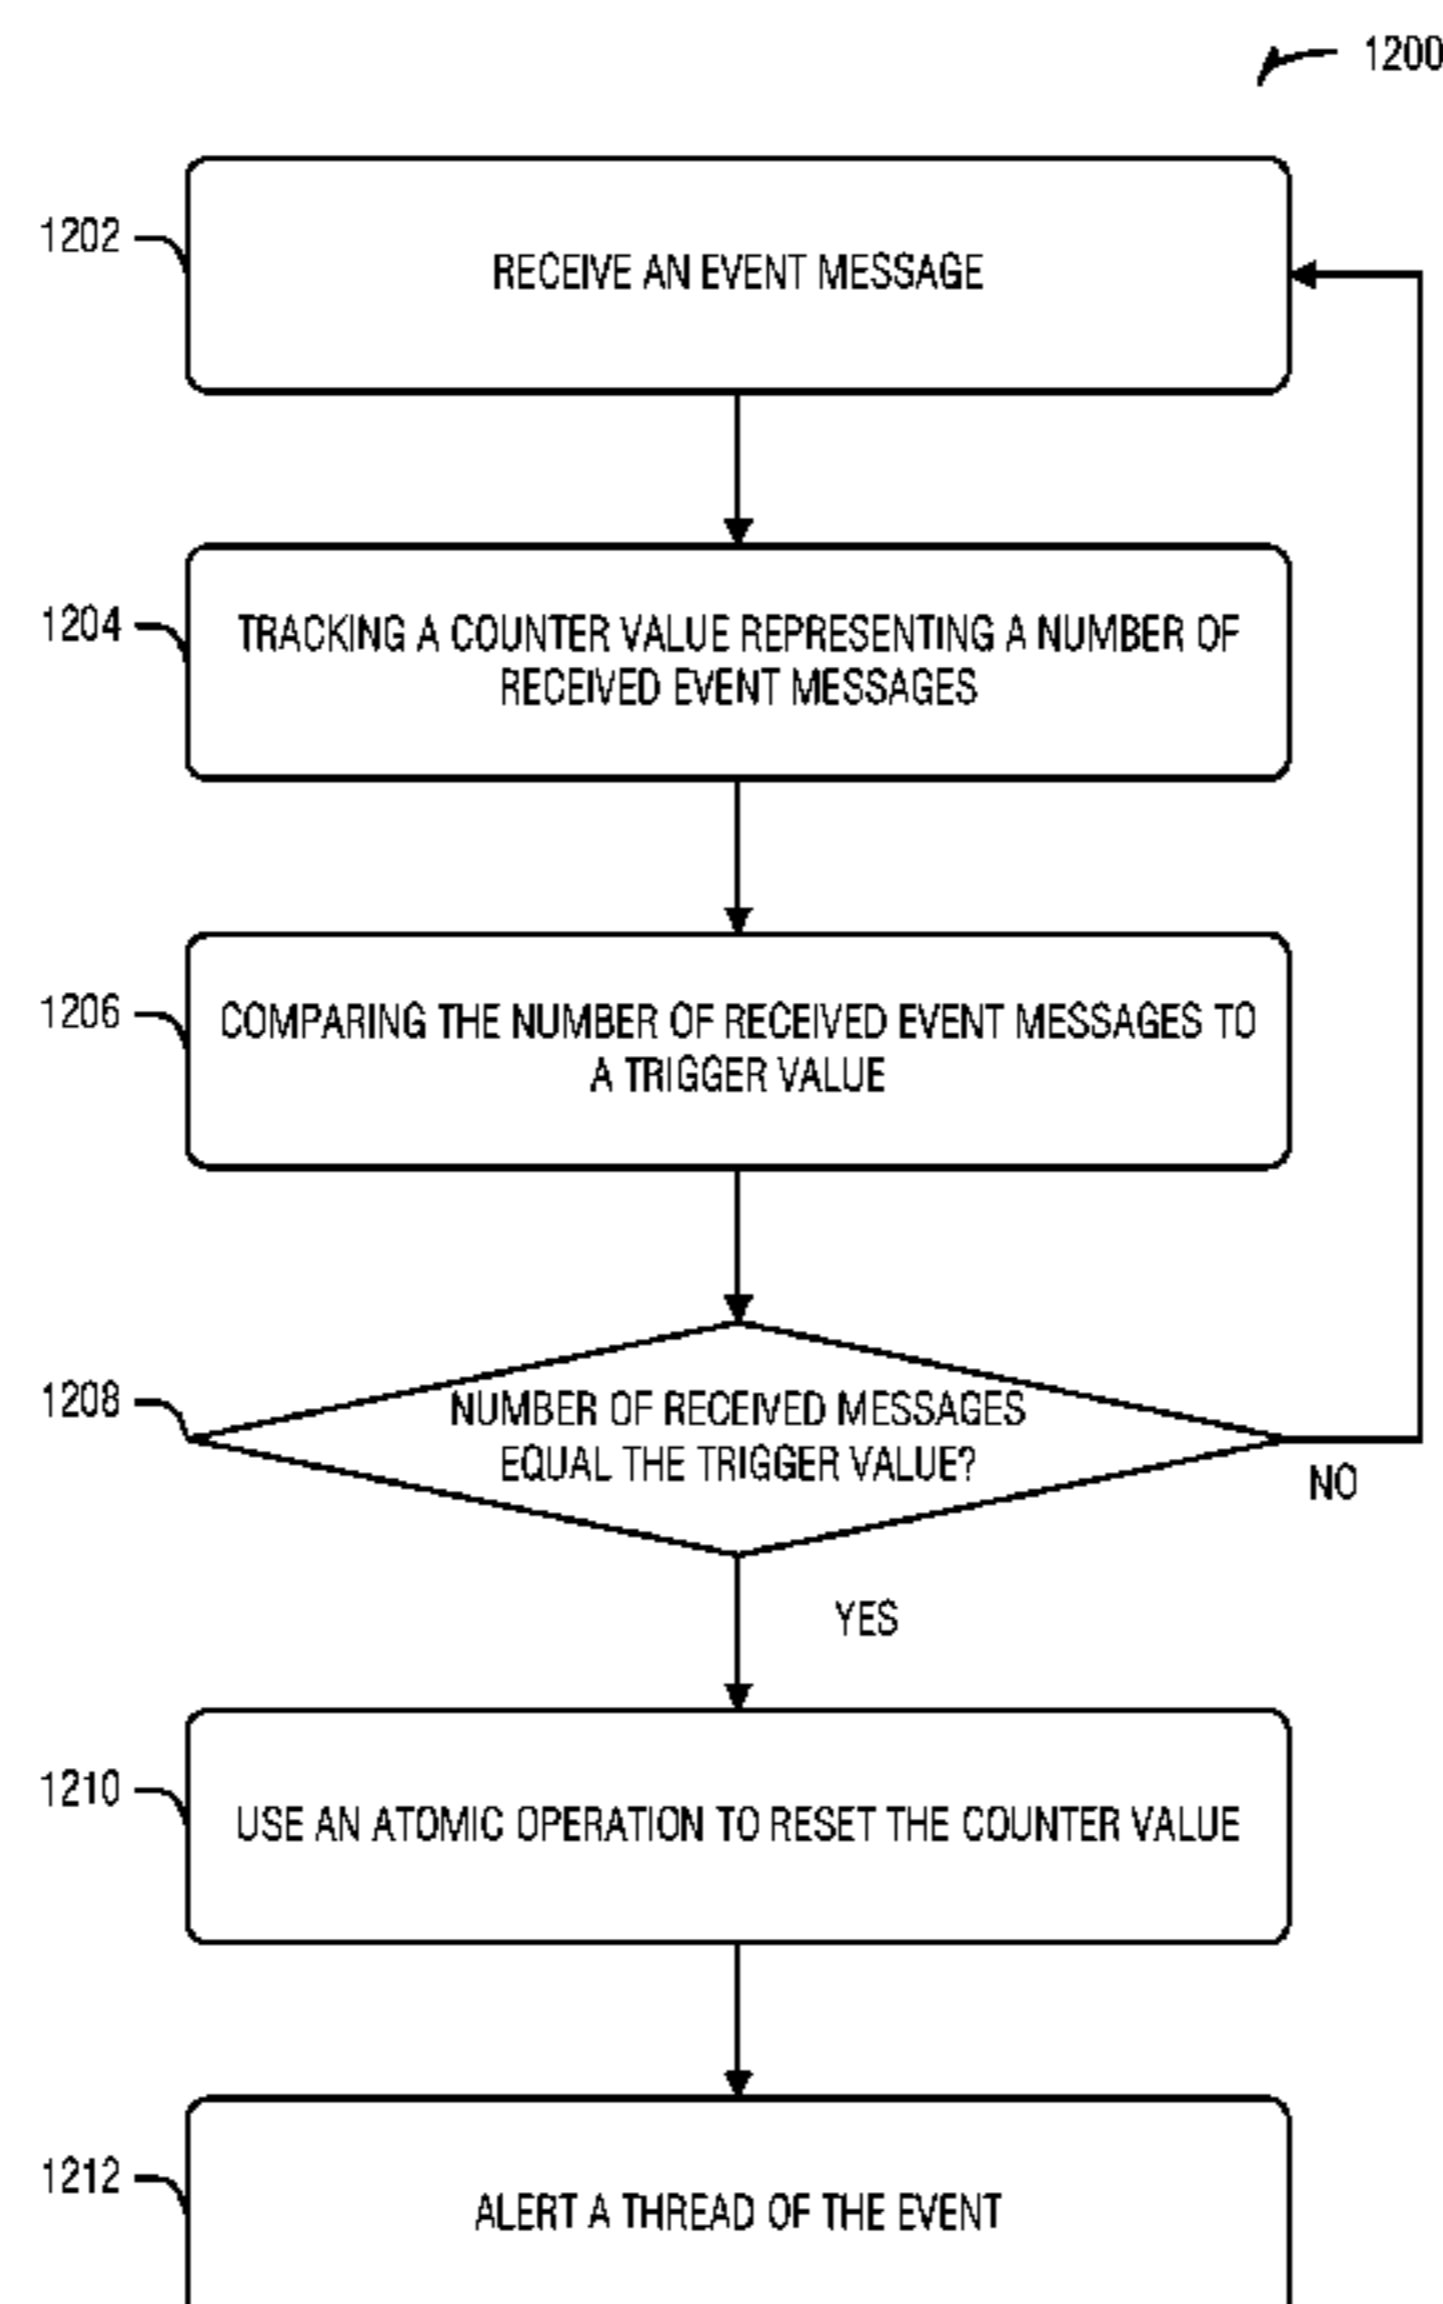 1200
1202
RECEIVE AN EVENT MESSAGE
1204
TRACKING A COUNTER VALUE REPRESENTING A NUMBER OF
RECEIVED EVENT MESSAGES
1206
COMPARING THE NUMBER OF RECEIVED EVENT MESSAGES TO
A TRIGGER VALUE
1208
NUMBER OF RECEIVED MESSAGES
EQUAL THE TRIGGER VALUE?
NO
YES
1210
USE AN ATOMIC OPERATION TO RESET THE COUNTER VALUE
1212
ALERT A THREAD OF THE EVENT